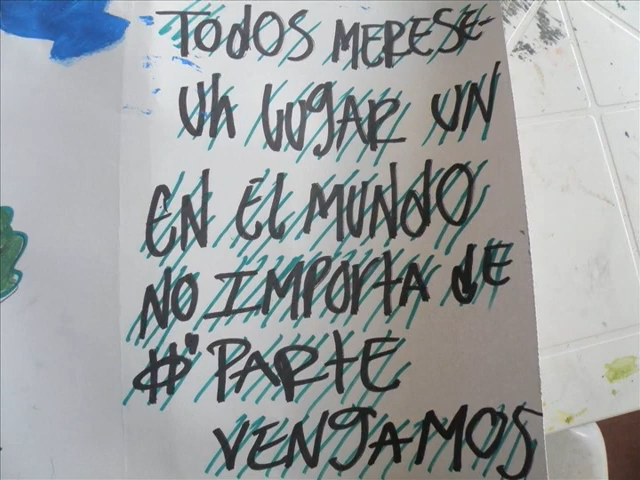 TOdOS MERESE-
UN LUgAR UN
EN EL MUNdO
NO IMPORtA dE
PARtE
VENgAMOS